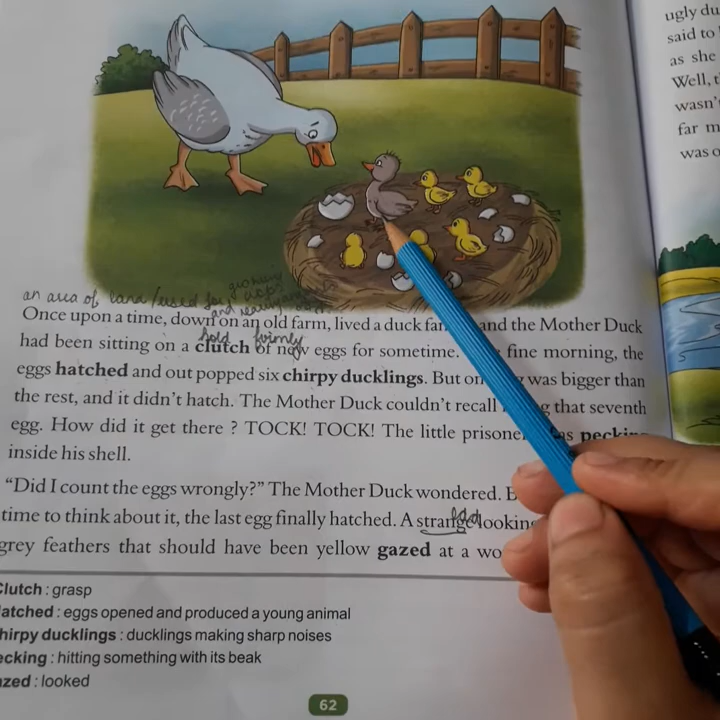 ugly du
said to
as she
Well, t
wasn'
far m
was o
an area of land / used for growing crops
and rearing
Once upon a time, down on an old farm, lived a duck fa and the Mother Duck
hold firmly
had been sitting on a clutch of new eggs for sometime. fine morning, the
eggs hatched and out popped six chirpy ducklings. But on was bigger than
the rest, and it didn't hatch. The Mother Duck couldn't recall g that seventh
egg. How did it get there ? TOCK! TOCK! The little prisone as pecking
inside his shell.
"Did I count the eggs wrongly?" The Mother Duck wondered. B
time to think about it, the last egg finally hatched. A strange looking
grey feathers that should have been yellow gazed at a wo
Clutch : grasp
atched : eggs opened and produced a young animal
hirpy ducklings : ducklings making sharp noises
ecking : hitting something with its beak
azed : looked
62